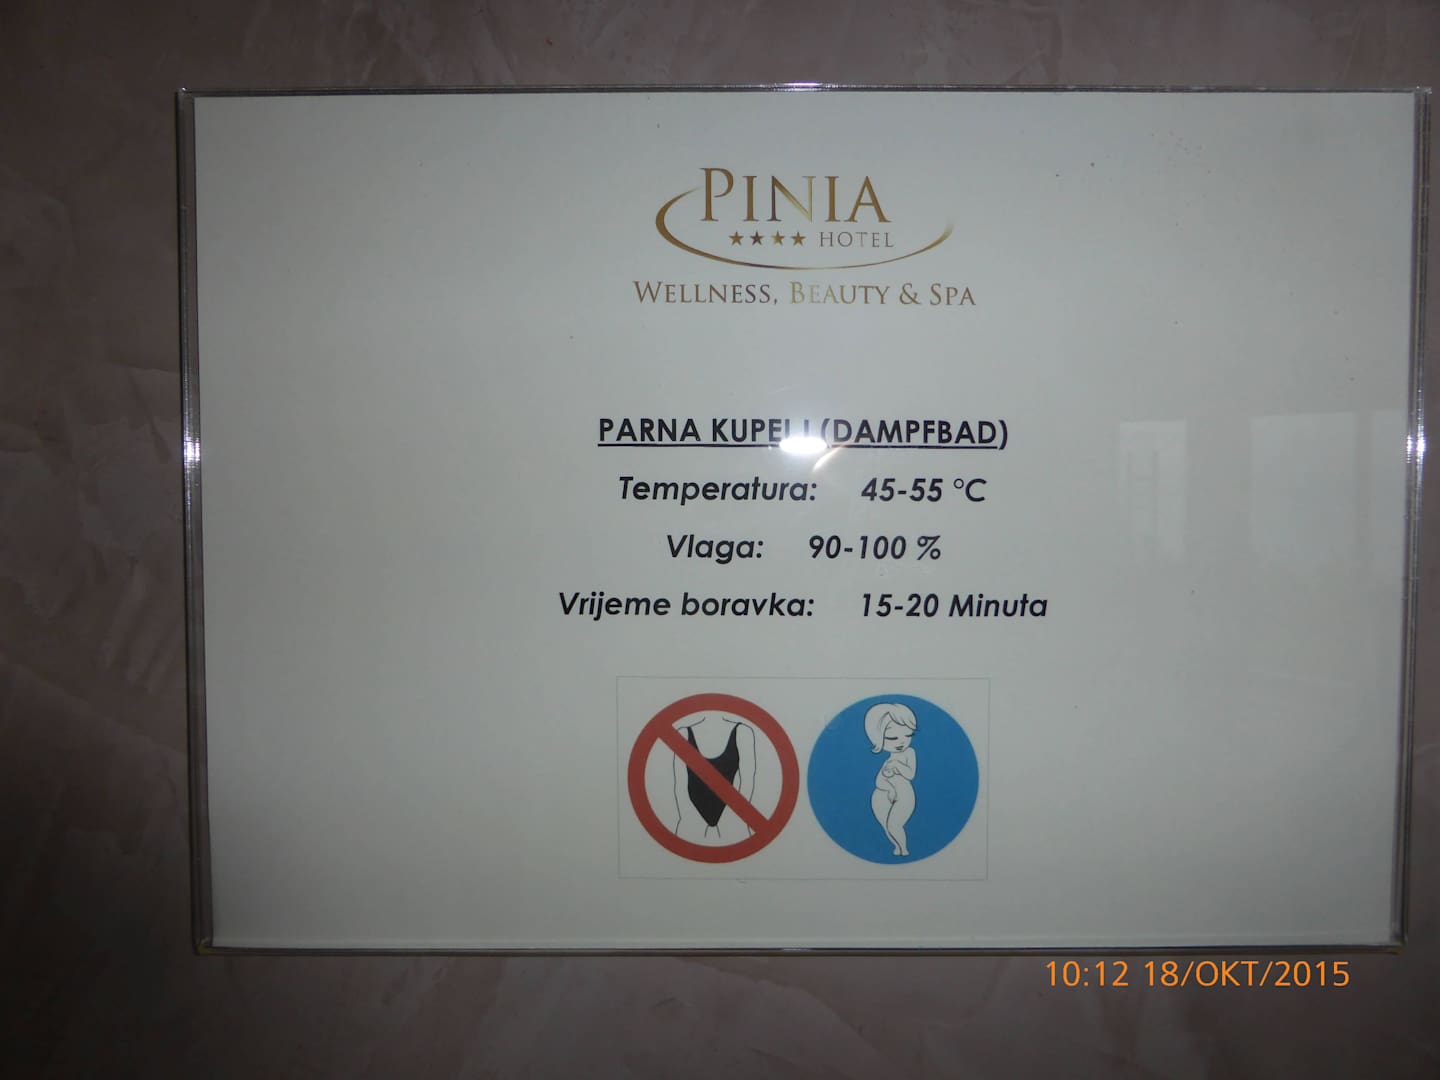 PINIA
★★★★ HOTEL
WELLNESS, BEAUTY & SPA
PARNA KUPELJ (DAMPFBAD)
Temperatura: 45-55 °C
Vlaga: 90-100 %
Vrijeme boravka: 15-20 Minuta
10:12 18/OKT/2015